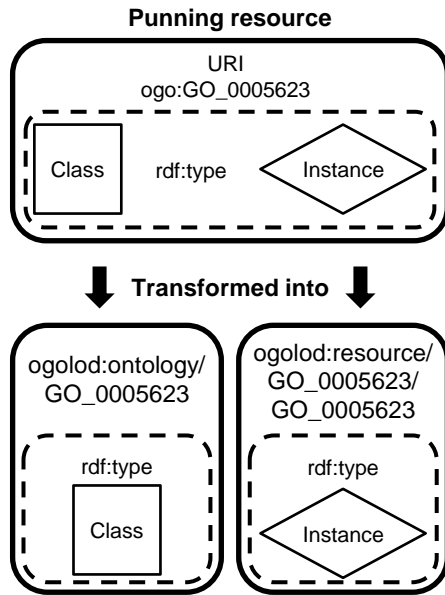 Punning resource
URI
ogo:GO_0005623
Class
rdf:type
Instance
Transformed into
ogolod:ontology/
GO_0005623
rdf:type
Class
ogolod:resource/
GO_0005623/
GO_0005623
rdf:type
Instance